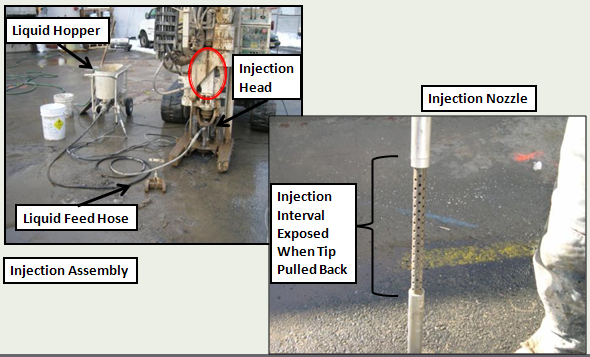 Liquid Hopper
Injection
Head
Liquid Feed Hose
Injection Assembly
Injection Nozzle
Injection
Interval
Exposed
When Tip
Pulled Back